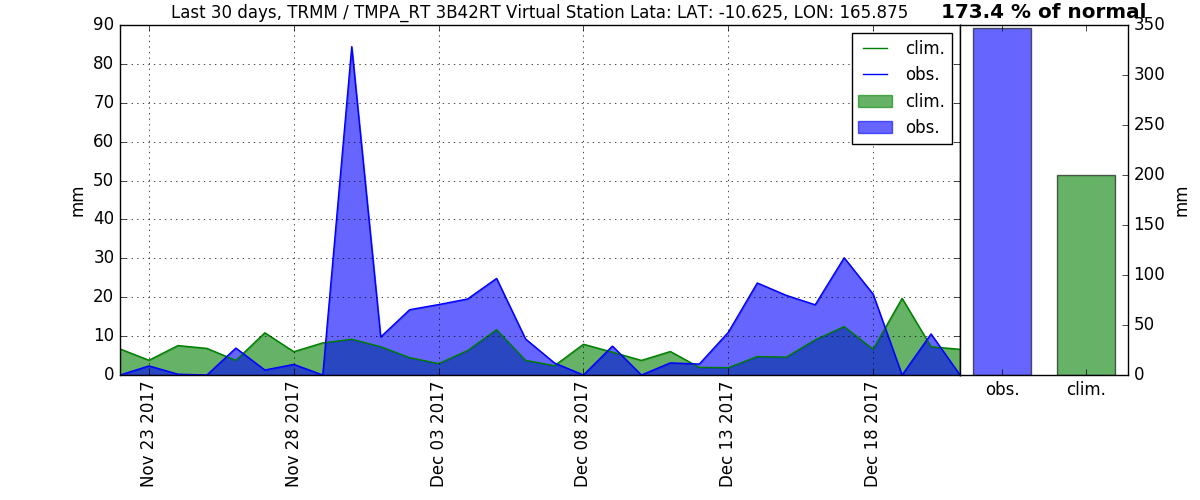 Last 30 days, TRMM / TMPA_RT 3B42RT Virtual Station Lata: LAT: -10.625, LON: 165.875
173.4 % of normal
90
80
70
60
50
40
30
20
10
0
mm
clim.
obs.
clim.
obs.
Nov 23 2017
Nov 28 2017
Dec 03 2017
Dec 08 2017
Dec 13 2017
Dec 18 2017
350
300
250
200
150
100
50
0
mm
obs.
clim.